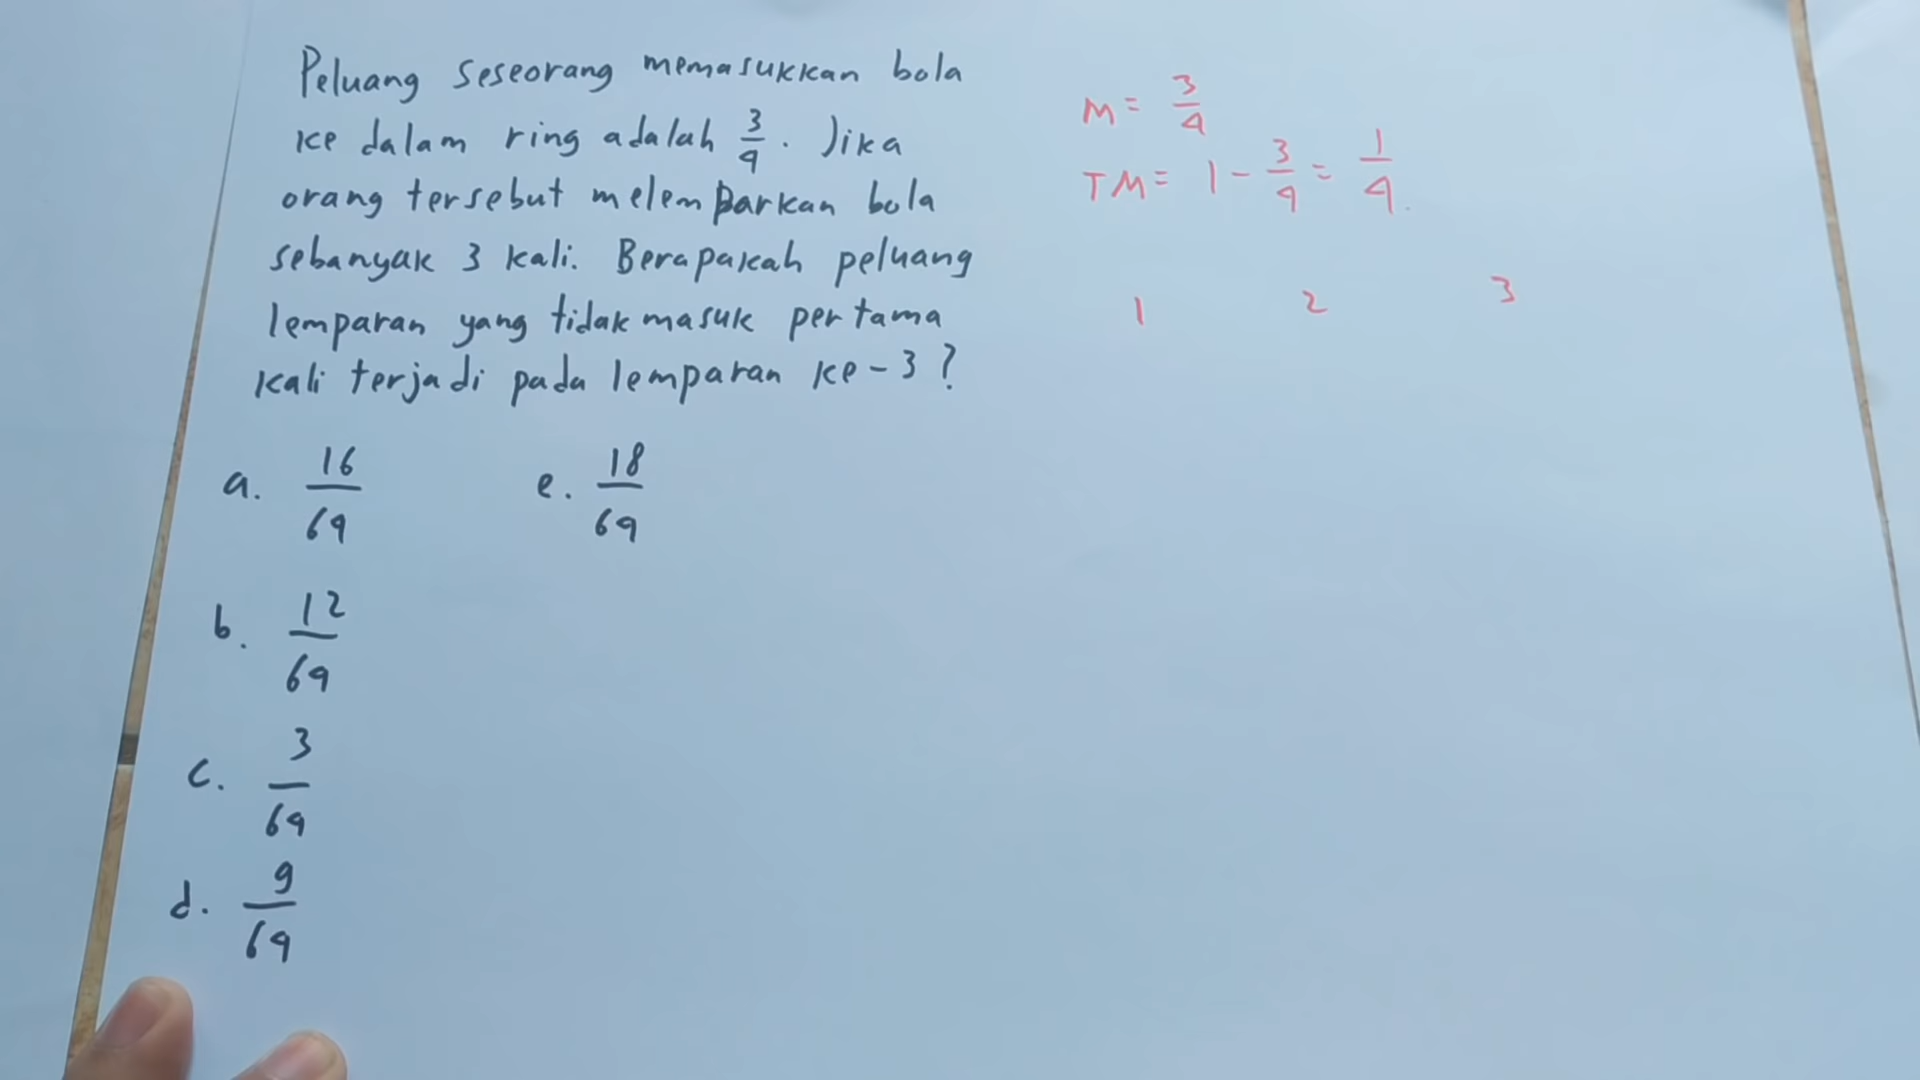 Peluang seseorang memasukkan bola
ke dalam ring adalah 3/4. Jika
orang tersebut melemparkan bola
sebanyak 3 kali. Berapakah peluang
lemparan yang tidak masuk pertama
kali terjadi pada lemparan ke-3?
a. 16/64
e. 18/64
b. 12/64
c. 3/64
d. 9/64
M = 3/4
TM = 1 - 3/4 = 1/4
1 2 3